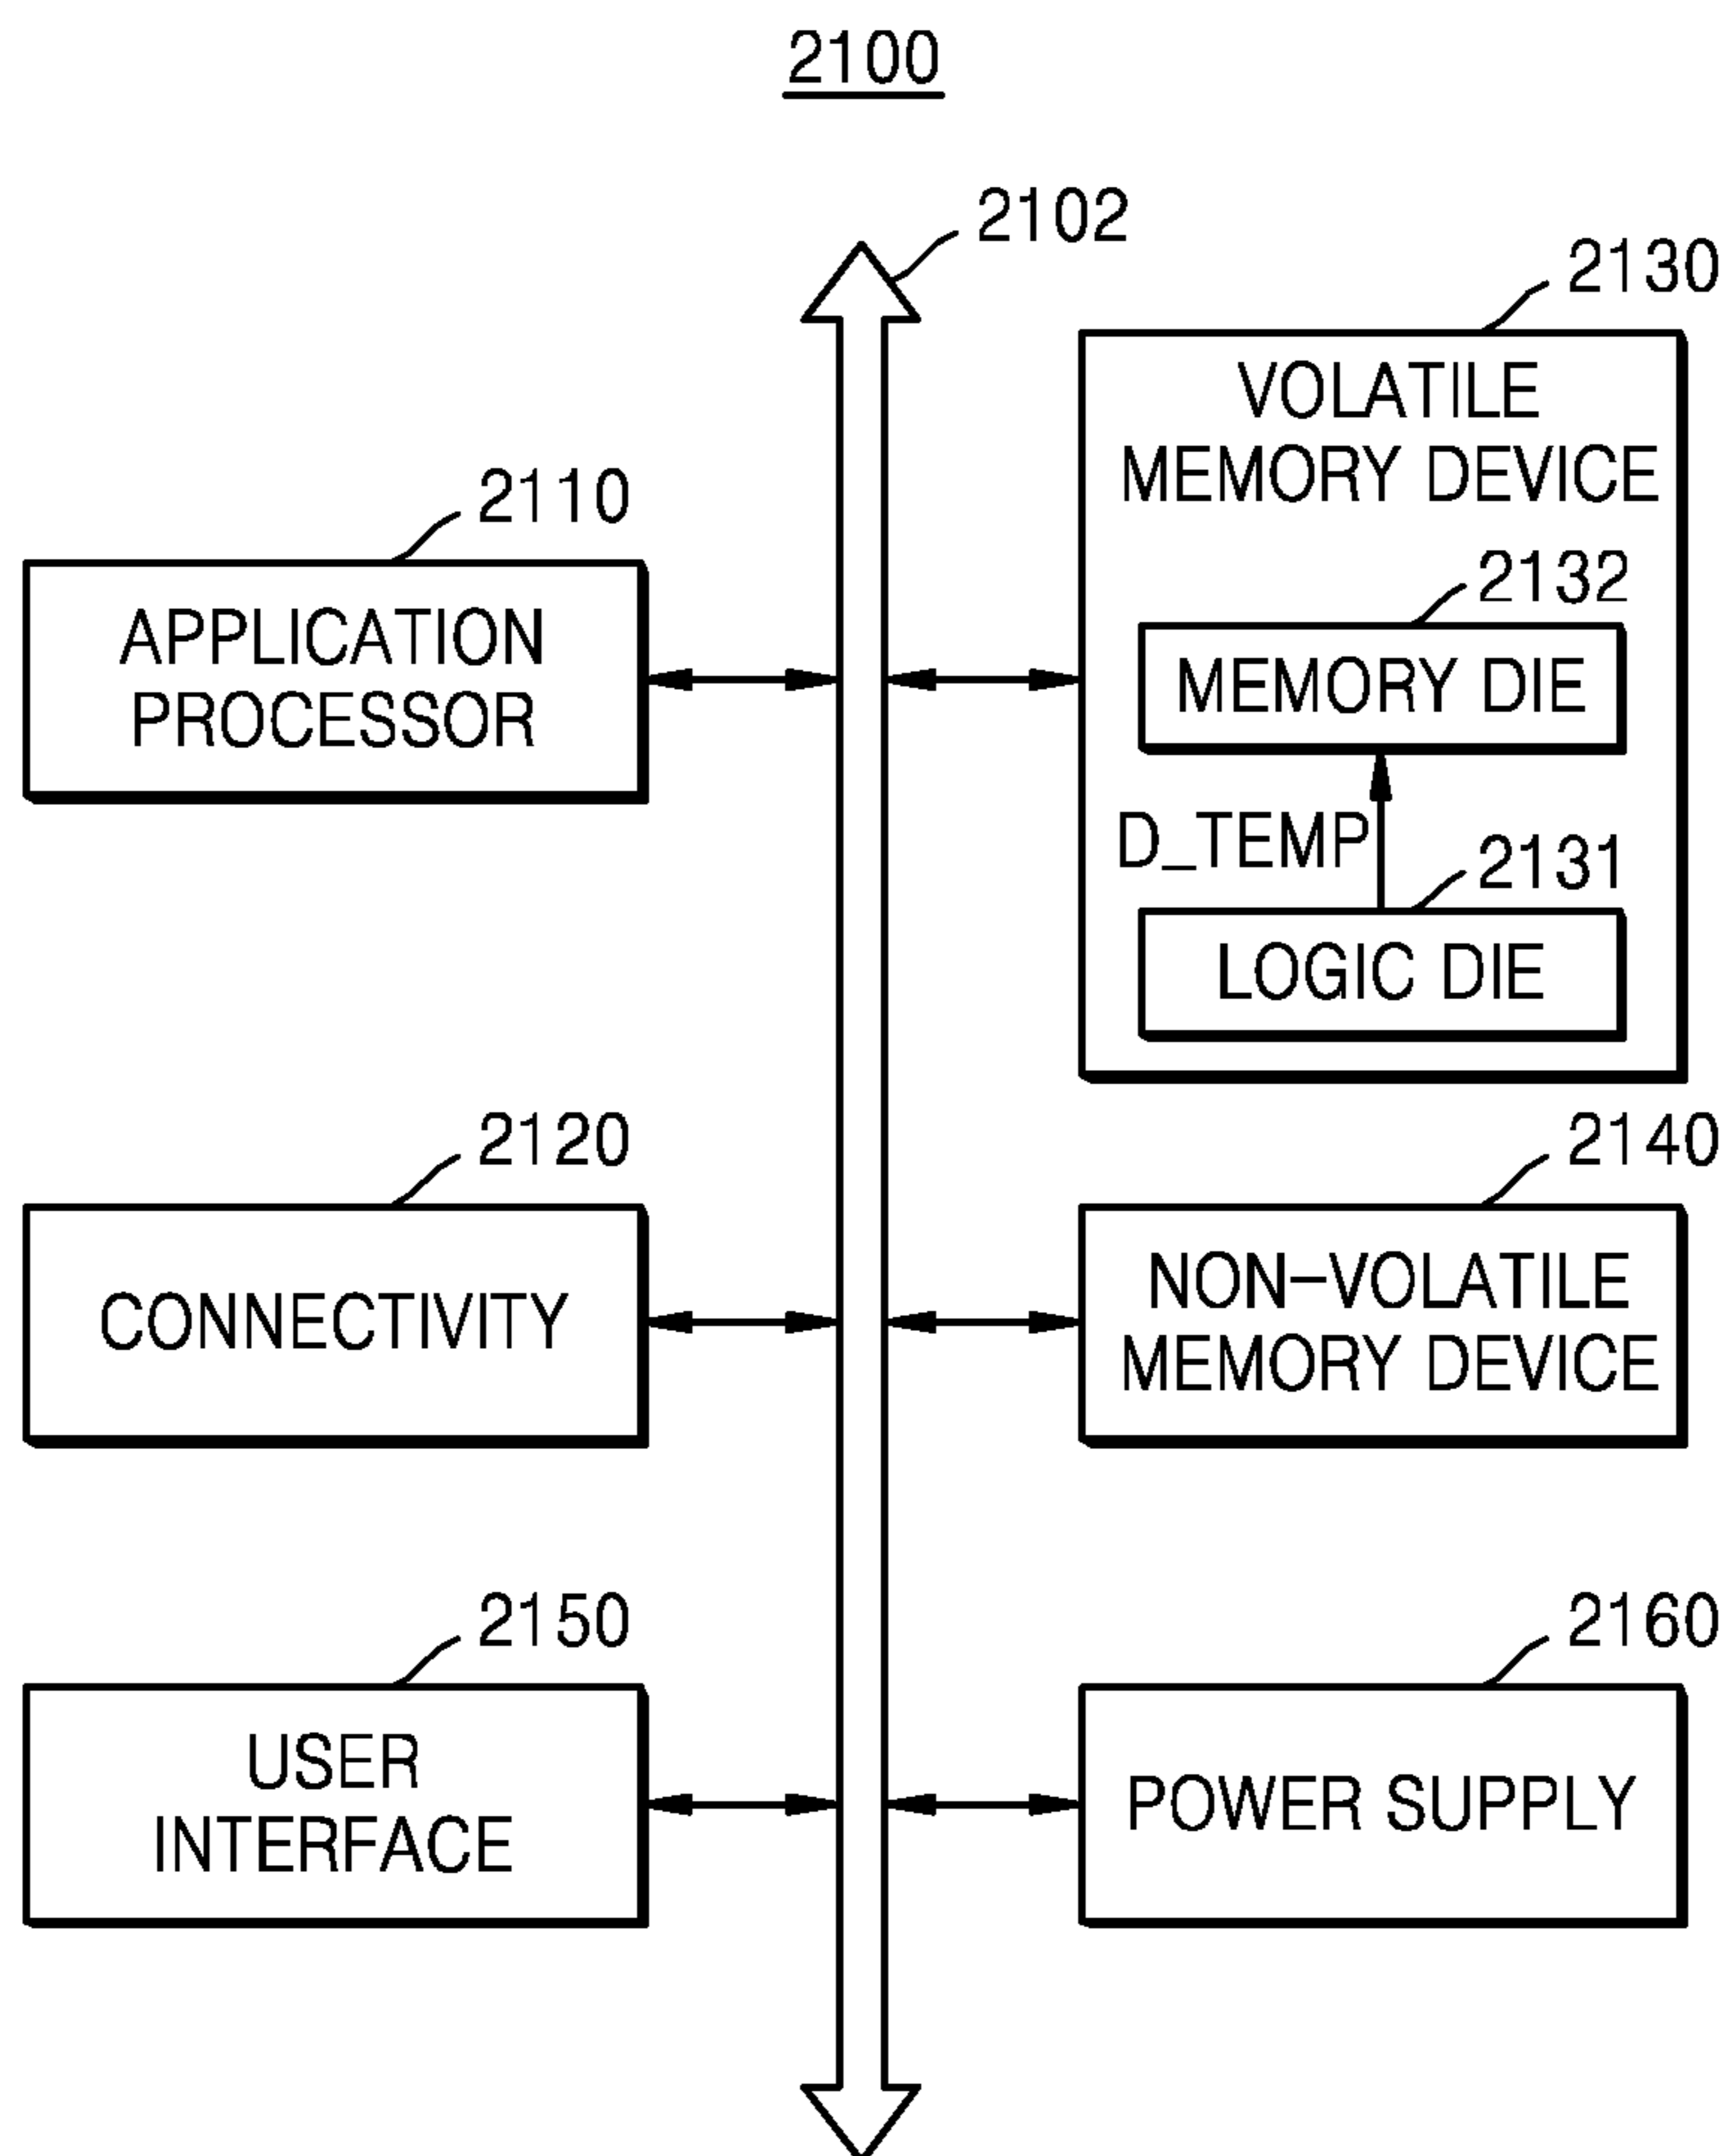 2100
2102
2130
VOLATILE
MEMORY DEVICE
2110
APPLICATION
PROCESSOR
2132
MEMORY DIE
D_TEMP
2131
LOGIC DIE
2120
CONNECTIVITY
2140
NON-VOLATILE
MEMORY DEVICE
2150
USER
INTERFACE
2160
POWER SUPPLY